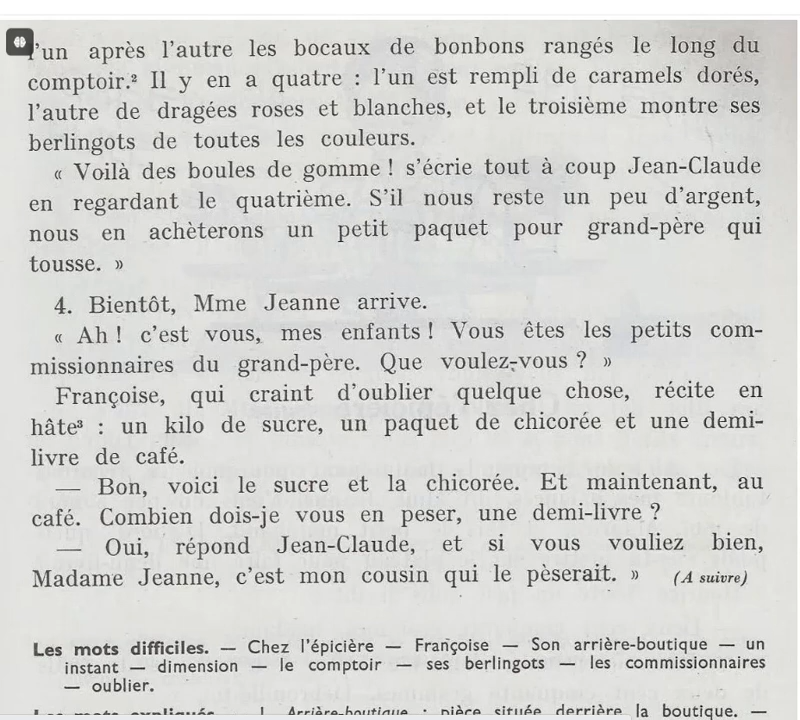 l'un après l'autre les bocaux de bonbons rangés le long du
comptoir.² Il y en a quatre : l'un est rempli de caramels dorés,
l'autre de dragées roses et blanches, et le troisième montre ses
berlingots de toutes les couleurs.
« Voilà des boules de gomme ! s'écrie tout à coup Jean-Claude
en regardant le quatrième. S'il nous reste un peu d'argent,
nous en achèterons un petit paquet pour grand-père qui
tousse. »
4. Bientôt, Mme Jeanne arrive.
« Ah ! c'est vous, mes enfants ! Vous êtes les petits com-
missionnaires du grand-père. Que voulez-vous ? »
Françoise, qui craint d'oublier quelque chose, récite en
hâte³ : un kilo de sucre, un paquet de chicorée et une demi-
livre de café.
— Bon, voici le sucre et la chicorée. Et maintenant, au
café. Combien dois-je vous en peser, une demi-livre ?
— Oui, répond Jean-Claude, et si vous vouliez bien,
Madame Jeanne, c'est mon cousin qui le pèserait. » (A suivre)
Les mots difficiles. — Chez l'épicière — Françoise — Son arrière-boutique — un
instant — dimension — le comptoir — ses berlingots — les commissionnaires
— oublier.
Les mots expliqués. — 1. Arrière-boutique : pièce située derrière la boutique. —